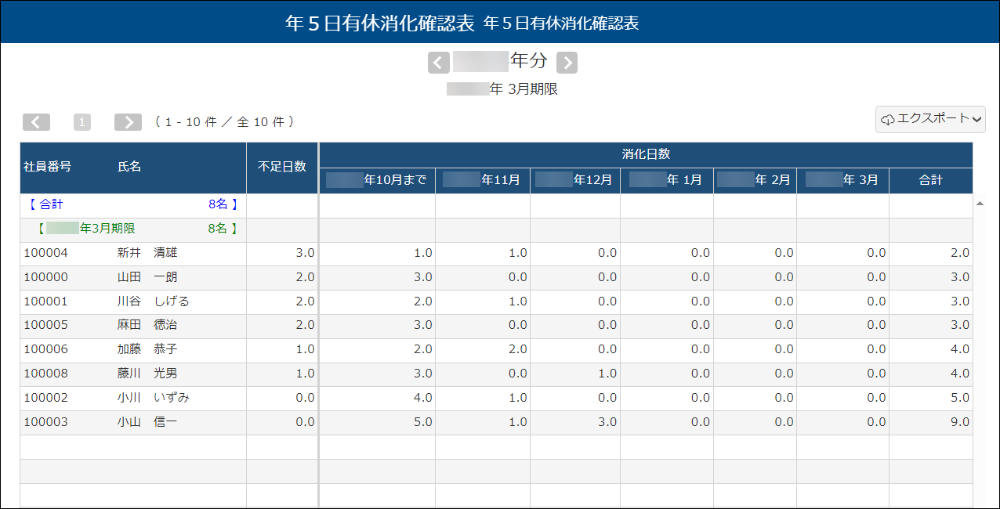 年５日有休消化確認表 年５日有休消化確認表
年分
年 3月期限
1 （ 1 - 10 件 ／ 全 10 件 ） エクスポート
社員番号 氏名 不足日数 消化日数
年10月まで 年11月 年12月 年 1月 年 2月 年 3月 合計
【 合計 8名 】
【 年3月期限 8名 】
100004 新井　清雄 3.0 1.0 1.0 0.0 0.0 0.0 0.0 2.0
100000 山田　一朗 2.0 3.0 0.0 0.0 0.0 0.0 0.0 3.0
100001 川谷　しげる 2.0 2.0 1.0 0.0 0.0 0.0 0.0 3.0
100005 麻田　徳治 2.0 3.0 0.0 0.0 0.0 0.0 0.0 3.0
100006 加藤　恭子 1.0 2.0 2.0 0.0 0.0 0.0 0.0 4.0
100008 藤川　光男 1.0 3.0 0.0 1.0 0.0 0.0 0.0 4.0
100002 小川　いずみ 0.0 4.0 1.0 0.0 0.0 0.0 0.0 5.0
100003 小山　信一 0.0 5.0 1.0 3.0 0.0 0.0 0.0 9.0